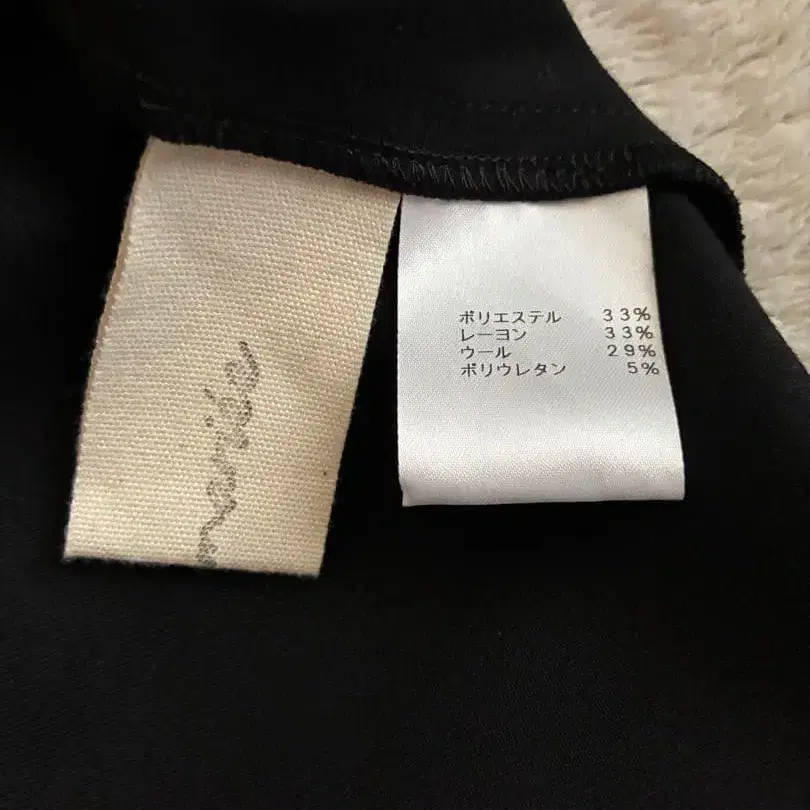 ポリエステル 33%
レーヨン 33%
ウール 29%
ポリウレタン 5%